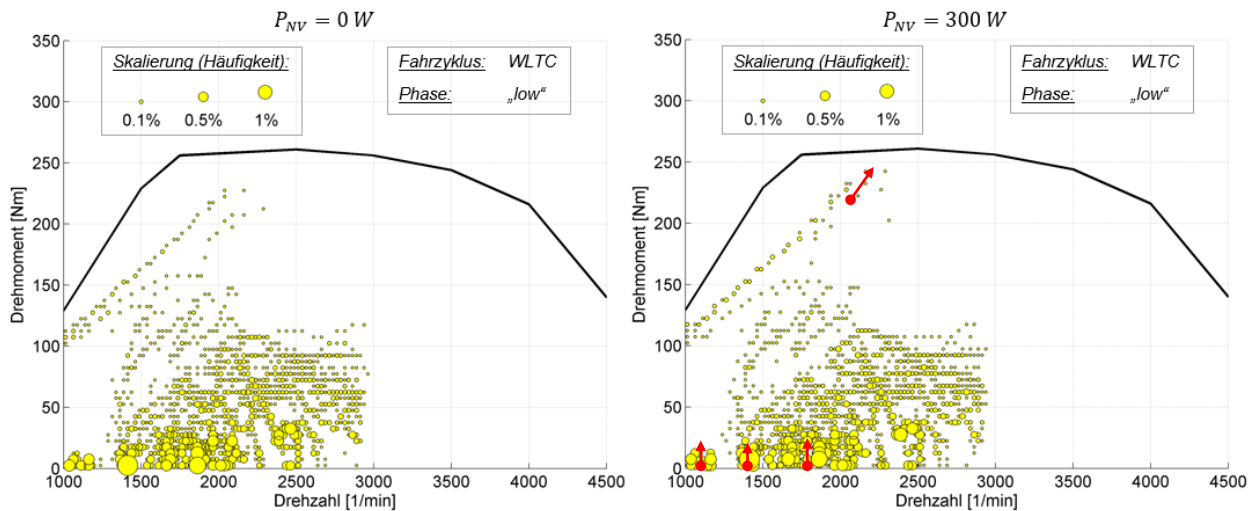 P_NV = 0 W
350
300
250
200
150
100
50
0
Drehmoment [Nm]
Skalierung (Häufigkeit):
0.1% 0.5% 1%
Fahrzyklus: WLTC
Phase: „low“
1000 1500 2000 2500 3000 3500 4000 4500
Drehzahl [1/min]
P_NV = 300 W
350
300
250
200
150
100
50
0
Drehmoment [Nm]
Skalierung (Häufigkeit):
0.1% 0.5% 1%
Fahrzyklus: WLTC
Phase: „low“
1000 1500 2000 2500 3000 3500 4000 4500
Drehzahl [1/min]